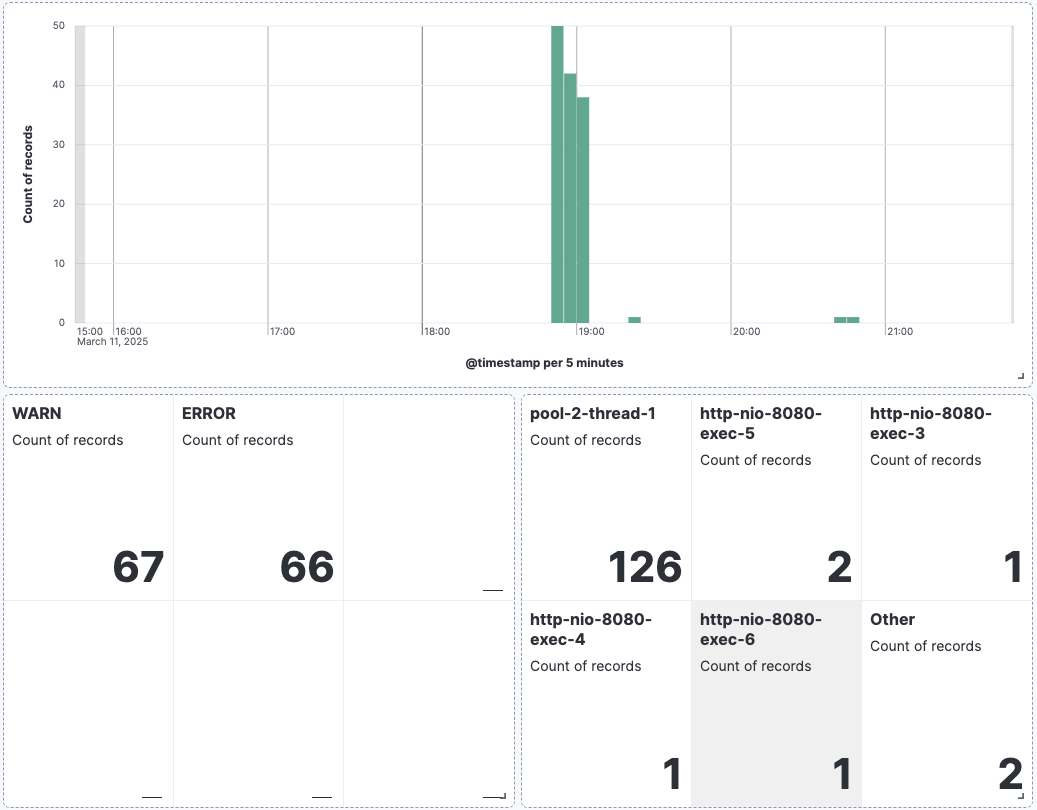 50
40
30
20
10
0
Count of records
15:00 16:00 17:00 18:00 19:00 20:00 21:00
March 11, 2025
@timestamp per 5 minutes
WARN
Count of records
67
ERROR
Count of records
66
pool-2-thread-1
Count of records
126
http-nio-8080-
exec-5
Count of records
2
http-nio-8080-
exec-3
Count of records
1
http-nio-8080-
exec-4
Count of records
1
http-nio-8080-
exec-6
Count of records
1
Other
Count of records
2